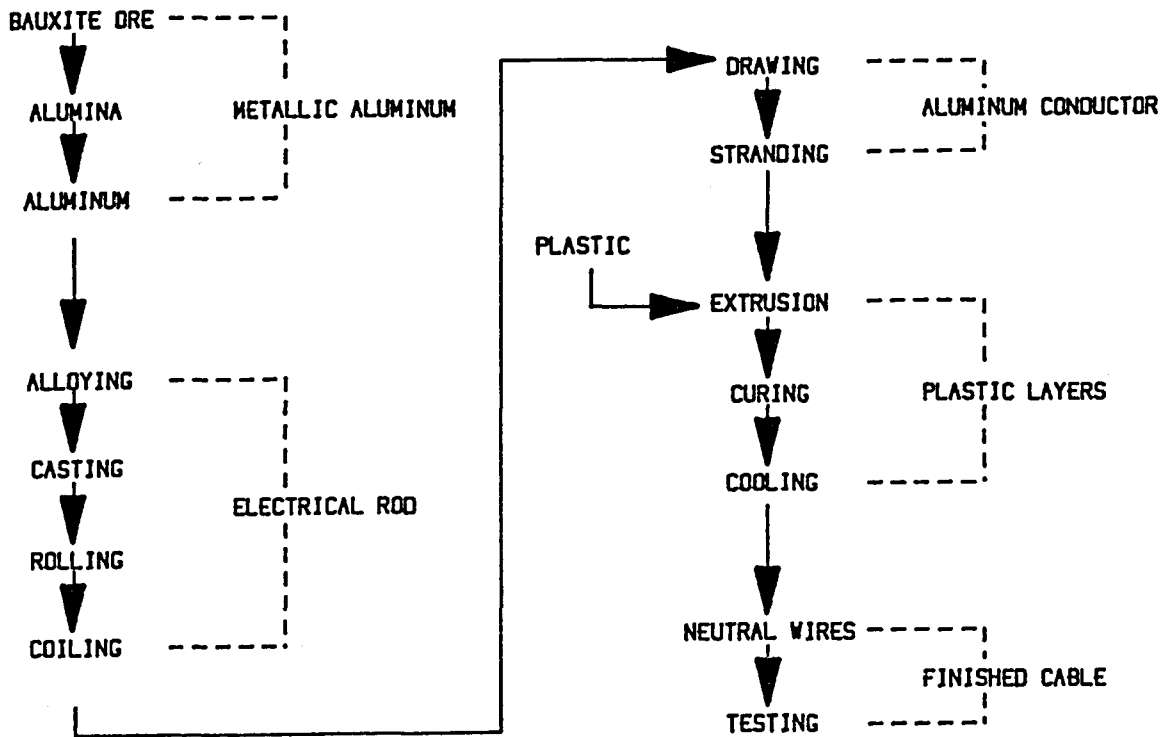 BAUXITE ORE
ALUMINA
METALLIC ALUMINUM
ALUMINUM
ALLOYING
CASTING
ELECTRICAL ROD
ROLLING
COILING
DRAWING
ALUMINUM CONDUCTOR
STRANDING
PLASTIC
EXTRUSION
CURING
PLASTIC LAYERS
COOLING
NEUTRAL WIRES
FINISHED CABLE
TESTING